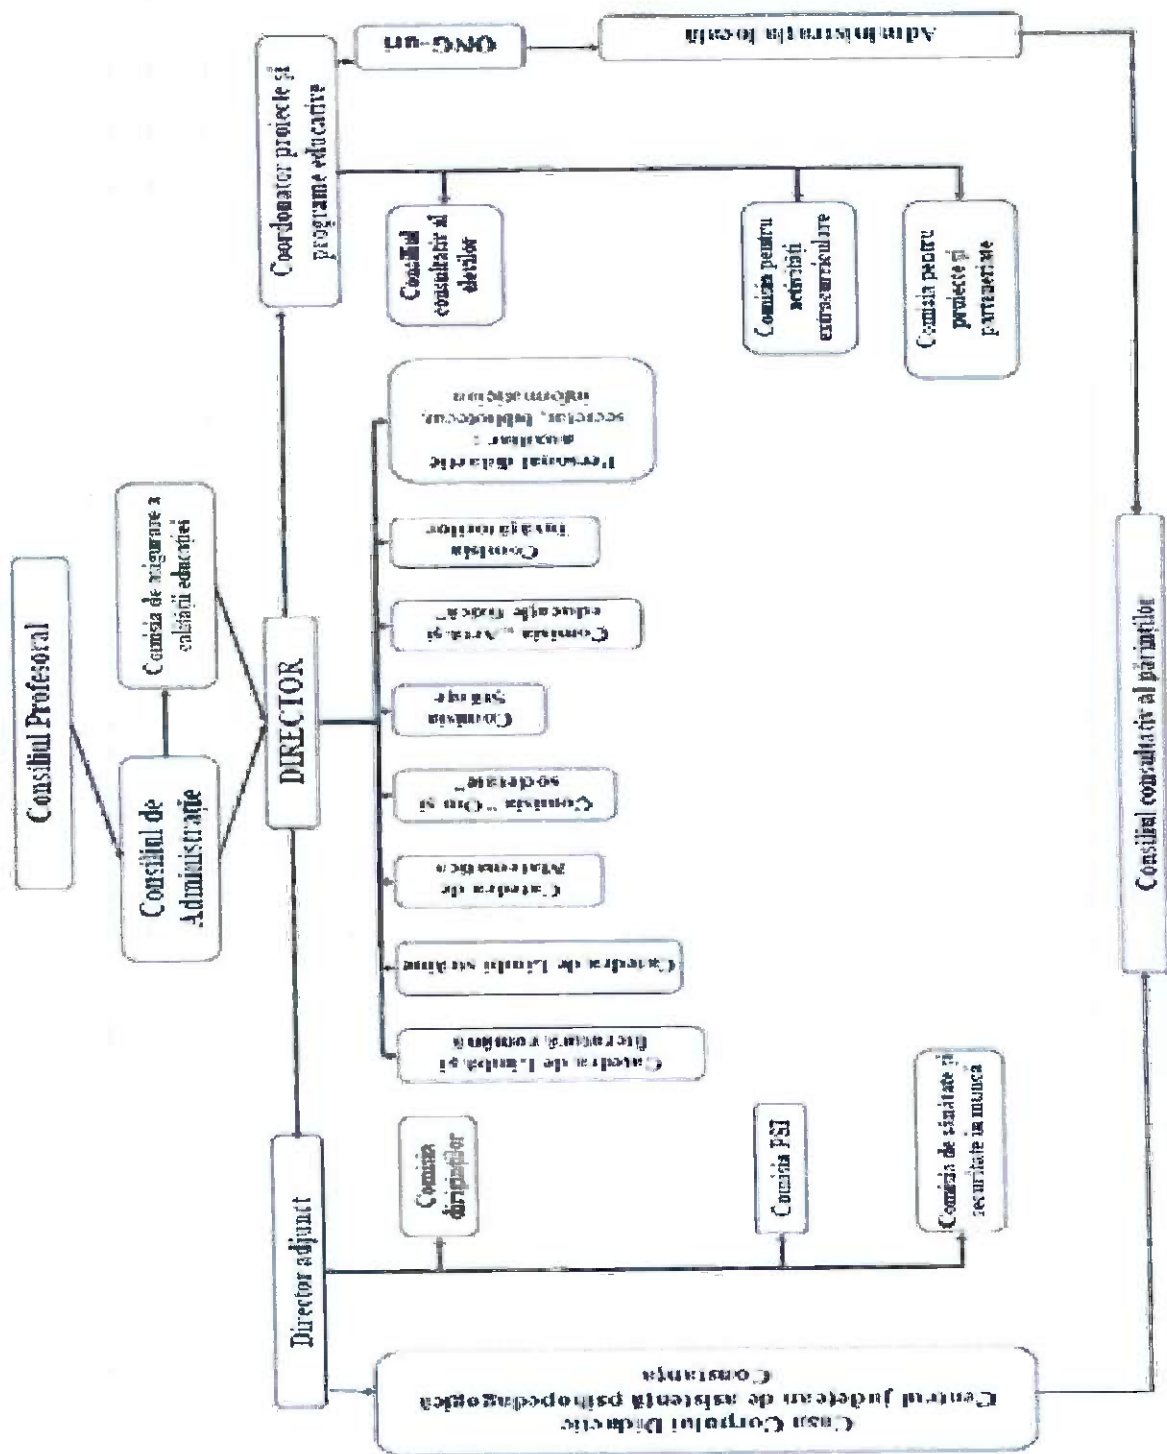 Consiliul Profesoral
Consiliul de
Administrație
Comisia de asigurare a
calității educației
DIRECTOR
Director adjunct
Coordonator proiecte și
programe educative
Casa Corpului Didactic
Centrul județean de asistență psihopedagogică
Constanța
Comisia
diriginților
Comisia PSI
Comisia de sănătate și
securitate in muncă
Catedra de Limbă și
literatură română
Catedra de Limbi străine
Catedra de
Matematica
Comisia "Om și
societate"
Comisia
Științe
Comisia „Arte și
educație fizică”
Comisia
Învățătorilor
Personal didactic
auxiliar :
secretar, bibliotecar,
informatician
Consiliul
consultativ al
elevilor
Comisia pentru
activități
extracurriculare
Comisia pentru
proiecte și
parteneriate
ONG-uri
Administrația locală
Consiliul consultativ al părinților